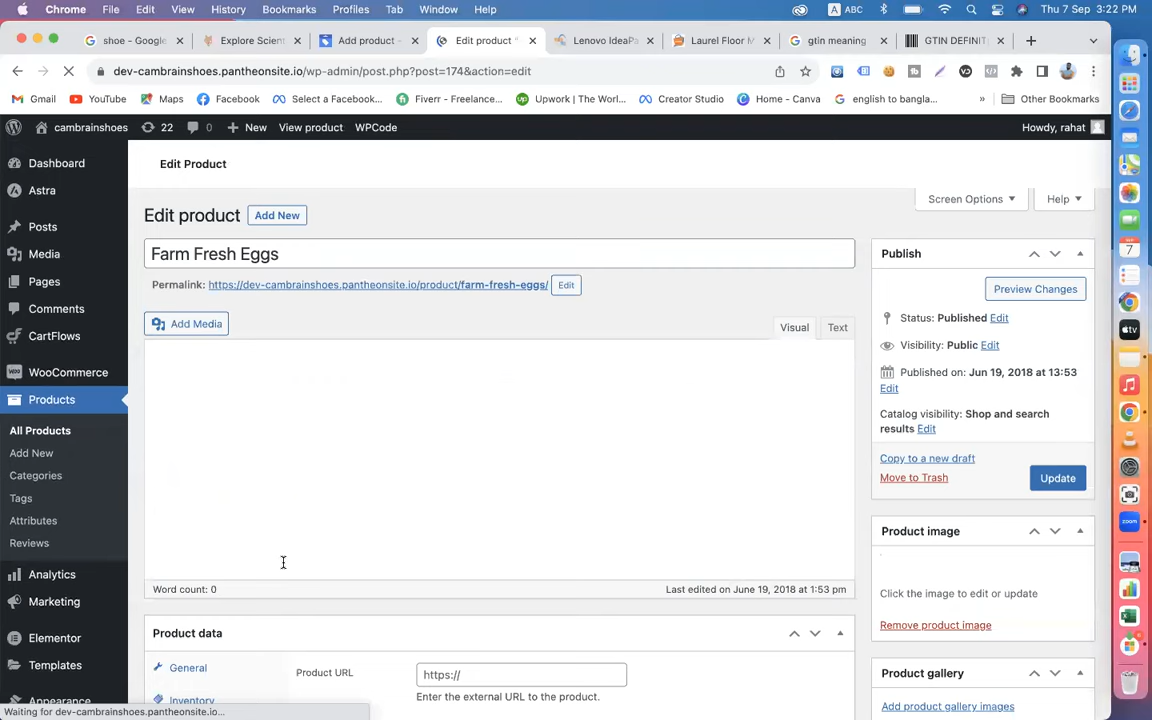 Chrome File Edit View History Bookmarks Profiles Tab Window Help A ABC Thu 7 Sep 3:22 PM
shoe - Google Explore Scient Add product - Edit product " Lenovo IdeaPa Laurel Floor M gtin meaning GTIN DEFINIT
dev-cambrainshoes.pantheonsite.io/wp-admin/post.php?post=174&action=edit
Gmail YouTube Maps Facebook Select a Facebook... Fiverr - Freelance... Upwork | The Worl... Creator Studio Home - Canva english to bangla... » Other Bookmarks
cambrainshoes 22 0 New View product WPCode Howdy, rahat
Dashboard
Astra
Posts
Media
Pages
Comments
CartFlows
WooCommerce
Products
All Products
Add New
Categories
Tags
Attributes
Reviews
Analytics
Marketing
Elementor
Templates
Appearance
Waiting for dev-cambrainshoes.pantheonsite.io...
Edit Product
Screen Options Help
Edit product Add New
Farm Fresh Eggs
Permalink: https://dev-cambrainshoes.pantheonsite.io/product/farm-fresh-eggs/ Edit
Add Media Visual Text
Word count: 0 Last edited on June 19, 2018 at 1:53 pm
Product data
General
Inventory
Product URL https://
Enter the external URL to the product.
Publish
Preview Changes
Status: Published Edit
Visibility: Public Edit
Published on: Jun 19, 2018 at 13:53
Edit
Catalog visibility: Shop and search
results Edit
Copy to a new draft
Move to Trash Update
Product image
Click the image to edit or update
Remove product image
Product gallery
Add product gallery images
7
tv
zoom